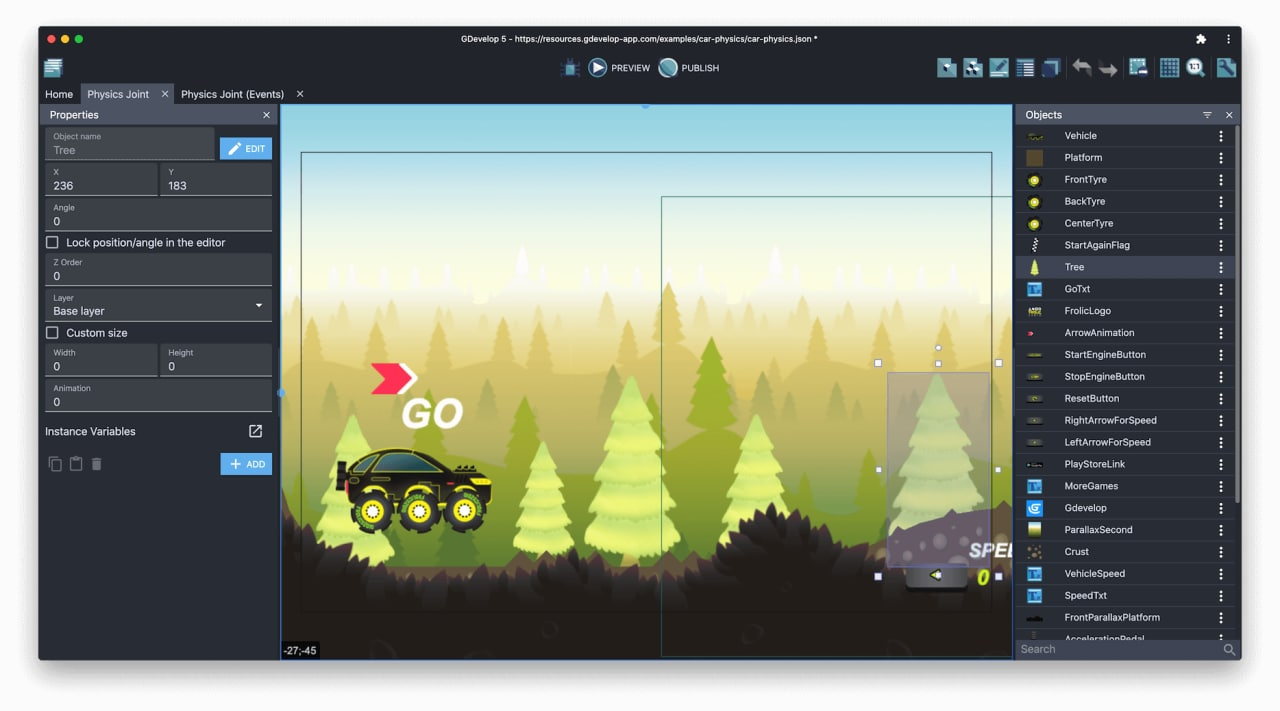 GDevelop 5 - https://resources.gdevelop-app.com/examples/car-physics/car-physics.json *
PREVIEW
PUBLISH
1:1
Home
Physics Joint
Physics Joint (Events)
Properties
Object name
Tree
EDIT
X
236
Y
183
Angle
0
Lock position/angle in the editor
Z Order
0
Layer
Base layer
Custom size
Width
0
Height
0
Animation
0
Instance Variables
ADD
GO
SPEE
0
-27;-45
Objects
Vehicle
Platform
FrontTyre
BackTyre
CenterTyre
StartAgainFlag
Tree
GoTxt
FrolicLogo
ArrowAnimation
StartEngineButton
StopEngineButton
ResetButton
RightArrowForSpeed
LeftArrowForSpeed
PlayStoreLink
MoreGames
Gdevelop
ParallaxSecond
Crust
VehicleSpeed
SpeedTxt
FrontParallaxPlatform
AccelerationPedal
Search